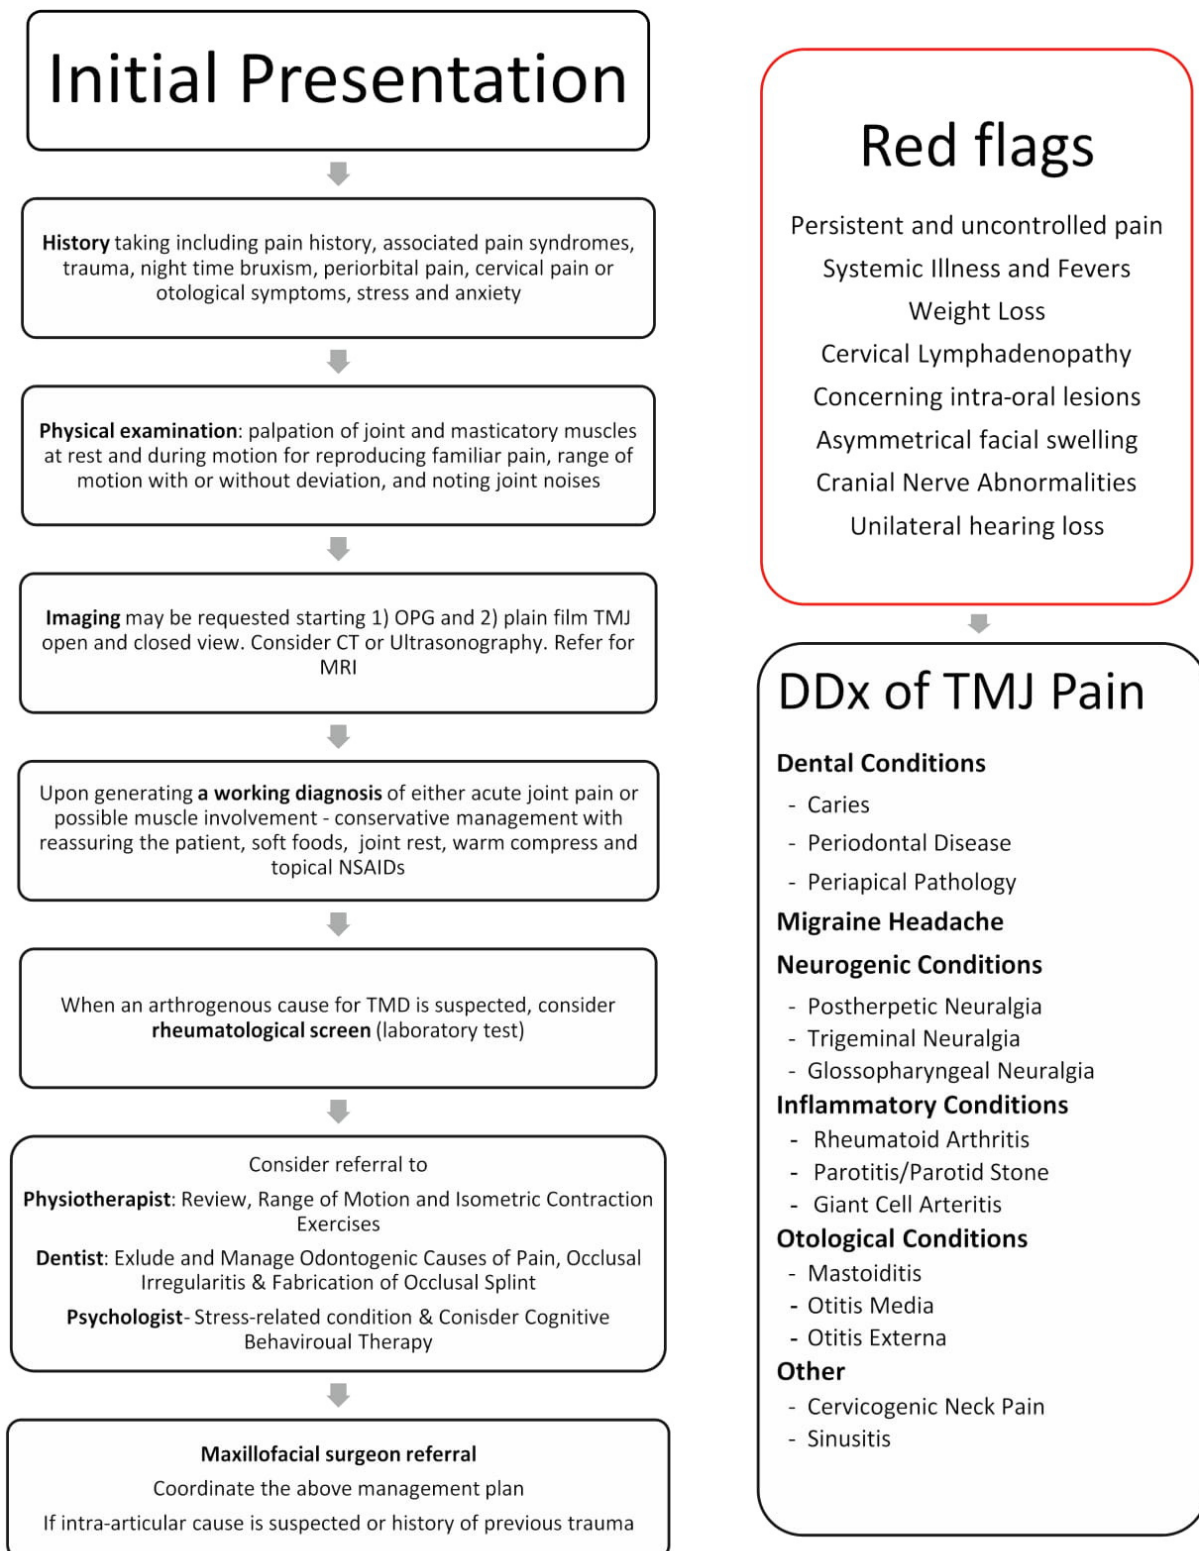 Initial Presentation
History taking including pain history, associated pain syndromes,
trauma, night time bruxism, periorbital pain, cervical pain or
otological symptoms, stress and anxiety
Physical examination: palpation of joint and masticatory muscles
at rest and during motion for reproducing familiar pain, range of
motion with or without deviation, and noting joint noises
Imaging may be requested starting 1) OPG and 2) plain film TMJ
open and closed view. Consider CT or Ultrasonography. Refer for
MRI
Upon generating a working diagnosis of either acute joint pain or
possible muscle involvement - conservative management with
reassuring the patient, soft foods, joint rest, warm compress and
topical NSAIDs
When an arthrogenous cause for TMD is suspected, consider
rheumatological screen (laboratory test)
Consider referral to
Physiotherapist: Review, Range of Motion and Isometric Contraction
Exercises
Dentist: Exlude and Manage Odontogenic Causes of Pain, Occlusal
Irregularitis & Fabrication of Occlusal Splint
Psychologist- Stress-related condition & Conisder Cognitive
Behaviroual Therapy
Maxillofacial surgeon referral
Coordinate the above management plan
If intra-articular cause is suspected or history of previous trauma
Red flags
Persistent and uncontrolled pain
Systemic Illness and Fevers
Weight Loss
Cervical Lymphadenopathy
Concerning intra-oral lesions
Asymmetrical facial swelling
Cranial Nerve Abnormalities
Unilateral hearing loss
DDx of TMJ Pain
Dental Conditions
- Caries
- Periodontal Disease
- Periapical Pathology
Migraine Headache
Neurogenic Conditions
- Postherpetic Neuralgia
- Trigeminal Neuralgia
- Glossopharyngeal Neuralgia
Inflammatory Conditions
- Rheumatoid Arthritis
- Parotitis/Parotid Stone
- Giant Cell Arteritis
Otological Conditions
- Mastoiditis
- Otitis Media
- Otitis Externa
Other
- Cervicogenic Neck Pain
- Sinusitis